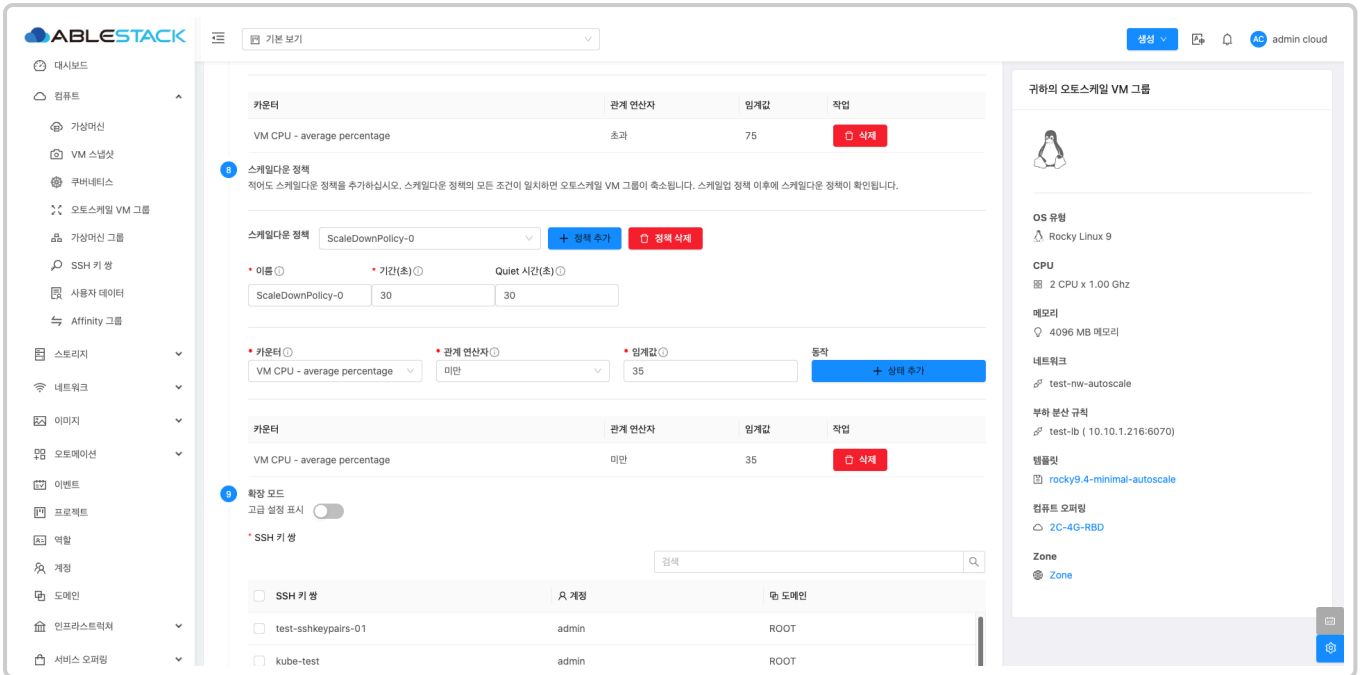 ABLESTACK
기본 보기
생성
AC
admin cloud
대시보드
컴퓨트
가상머신
VM 스냅샷
쿠버네티스
오토스케일 VM 그룹
가상머신 그룹
SSH 키 쌍
사용자 데이터
Affinity 그룹
스토리지
네트워크
이미지
오토메이션
이벤트
프로젝트
역할
계정
도메인
인프라스트럭쳐
서비스 오퍼링
카운터 관계 연산자 임계값 작업
VM CPU - average percentage 초과 75 삭제
8 스케일다운 정책
적어도 스케일다운 정책을 추가하십시오. 스케일다운 정책의 모든 조건이 일치하면 오토스케일 VM 그룹이 축소됩니다. 스케일업 정책 이후에 스케일다운 정책이 확인됩니다.
스케일다운 정책 ScaleDownPolicy-0 + 정책 추가 정책 삭제
* 이름 * 기간(초) Quiet 시간(초)
ScaleDownPolicy-0 30 30
* 카운터 * 관계 연산자 * 임계값 동작
VM CPU - average percentage 미만 35 + 상태 추가
카운터 관계 연산자 임계값 작업
VM CPU - average percentage 미만 35 삭제
9 확장 모드
고급 설정 표시
* SSH 키 쌍
검색
SSH 키 쌍 계정 도메인
test-sshkeypairs-01 admin ROOT
kube-test admin ROOT
귀하의 오토스케일 VM 그룹
OS 유형
Rocky Linux 9
CPU
2 CPU x 1.00 Ghz
메모리
4096 MB 메모리
네트워크
test-nw-autoscale
부하 분산 규칙
test-lb ( 10.10.1.216:6070)
템플릿
rocky9.4-minimal-autoscale
컴퓨트 오퍼링
2C-4G-RBD
Zone
Zone